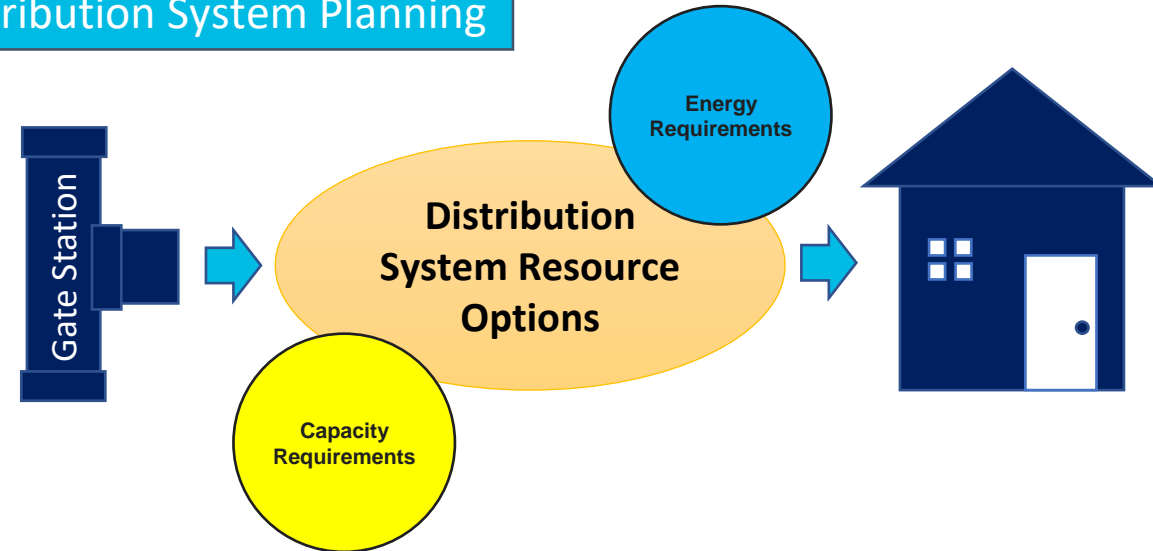 ribution System Planning
Energy
Requirements
Gate Station
Distribution
System Resource
Options
Capacity
Requirements